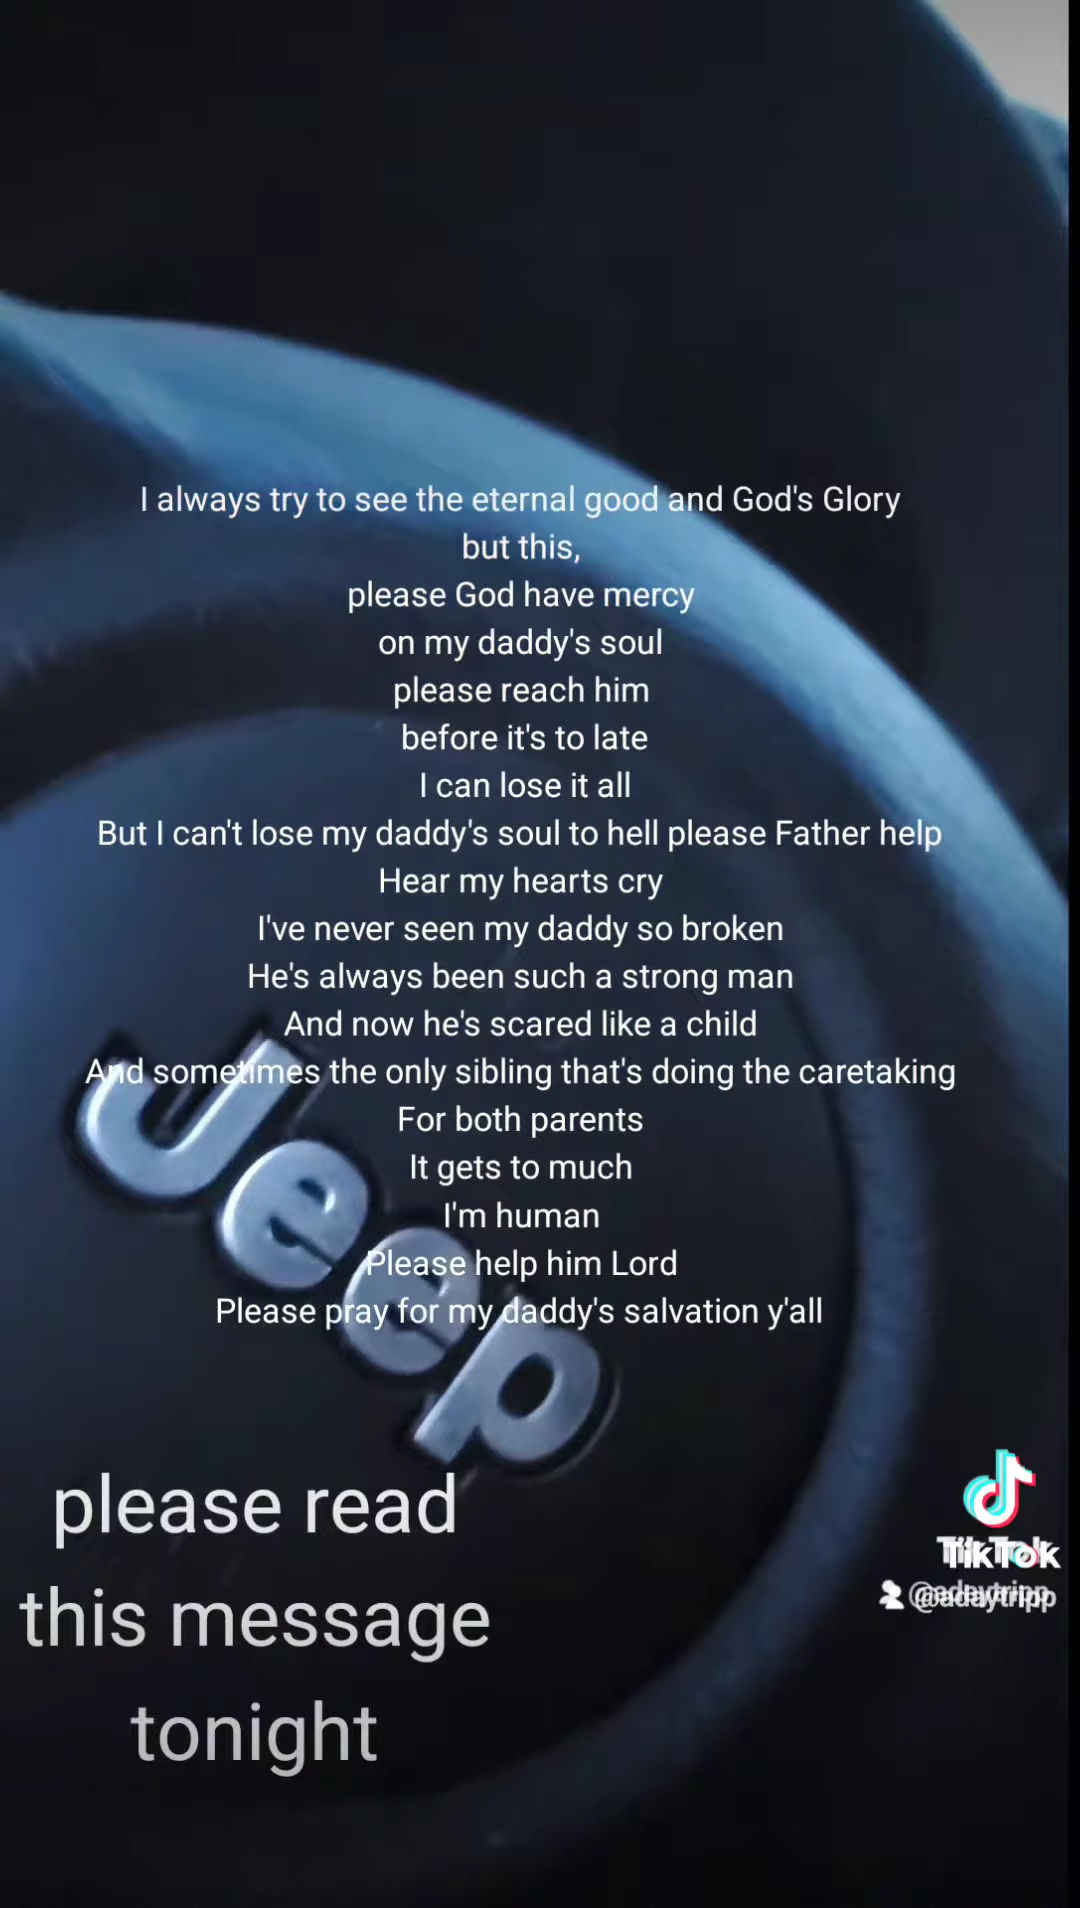 I always try to see the eternal good and God's Glory
but this,
please God have mercy
on my daddy's soul
please reach him
before it's to late
I can lose it all
But I can't lose my daddy's soul to hell please Father help
Hear my hearts cry
I've never seen my daddy so broken
He's always been such a strong man
And now he's scared like a child
And sometimes the only sibling that's doing the caretaking
For both parents
It gets to much
I'm human
Please help him Lord
Please pray for my daddy's salvation y'all
Jeep
please read
this message
tonight
TikTok
@adaytripp